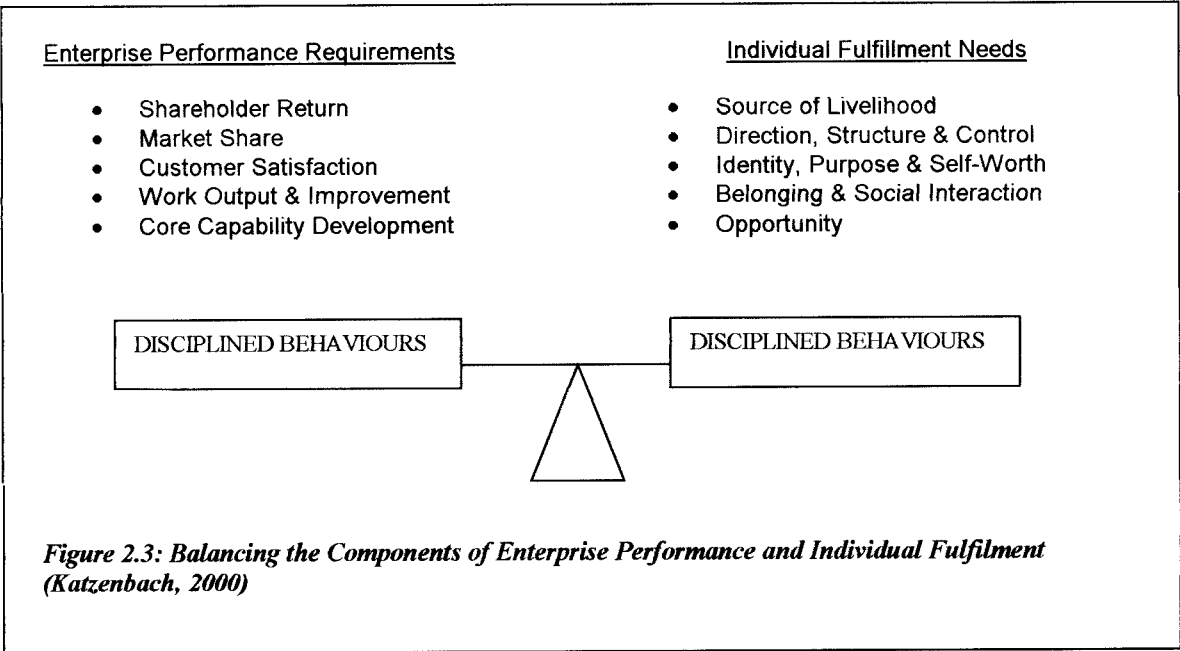 Enterprise Performance Requirements
• Shareholder Return
• Market Share
• Customer Satisfaction
• Work Output & Improvement
• Core Capability Development
Individual Fulfillment Needs
• Source of Livelihood
• Direction, Structure & Control
• Identity, Purpose & Self-Worth
• Belonging & Social Interaction
• Opportunity
DISCIPLINED BEHAVIOURS
DISCIPLINED BEHAVIOURS
Figure 2.3: Balancing the Components of Enterprise Performance and Individual Fulfilment
(Katzenbach, 2000)